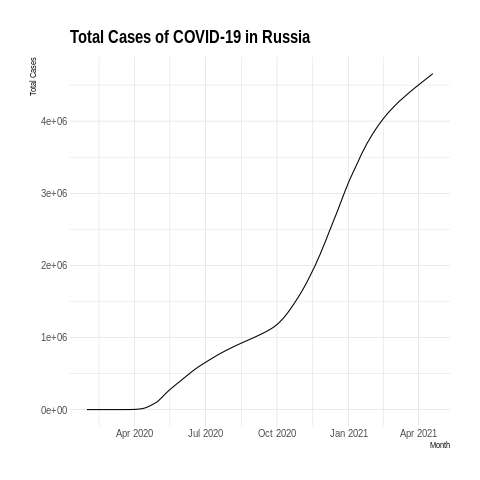 Total Cases of COVID-19 in Russia
Total Cases
4e+06
3e+06
2e+06
1e+06
0e+00
Apr 2020
Jul 2020
Oct 2020
Jan 2021
Apr 2021
Month